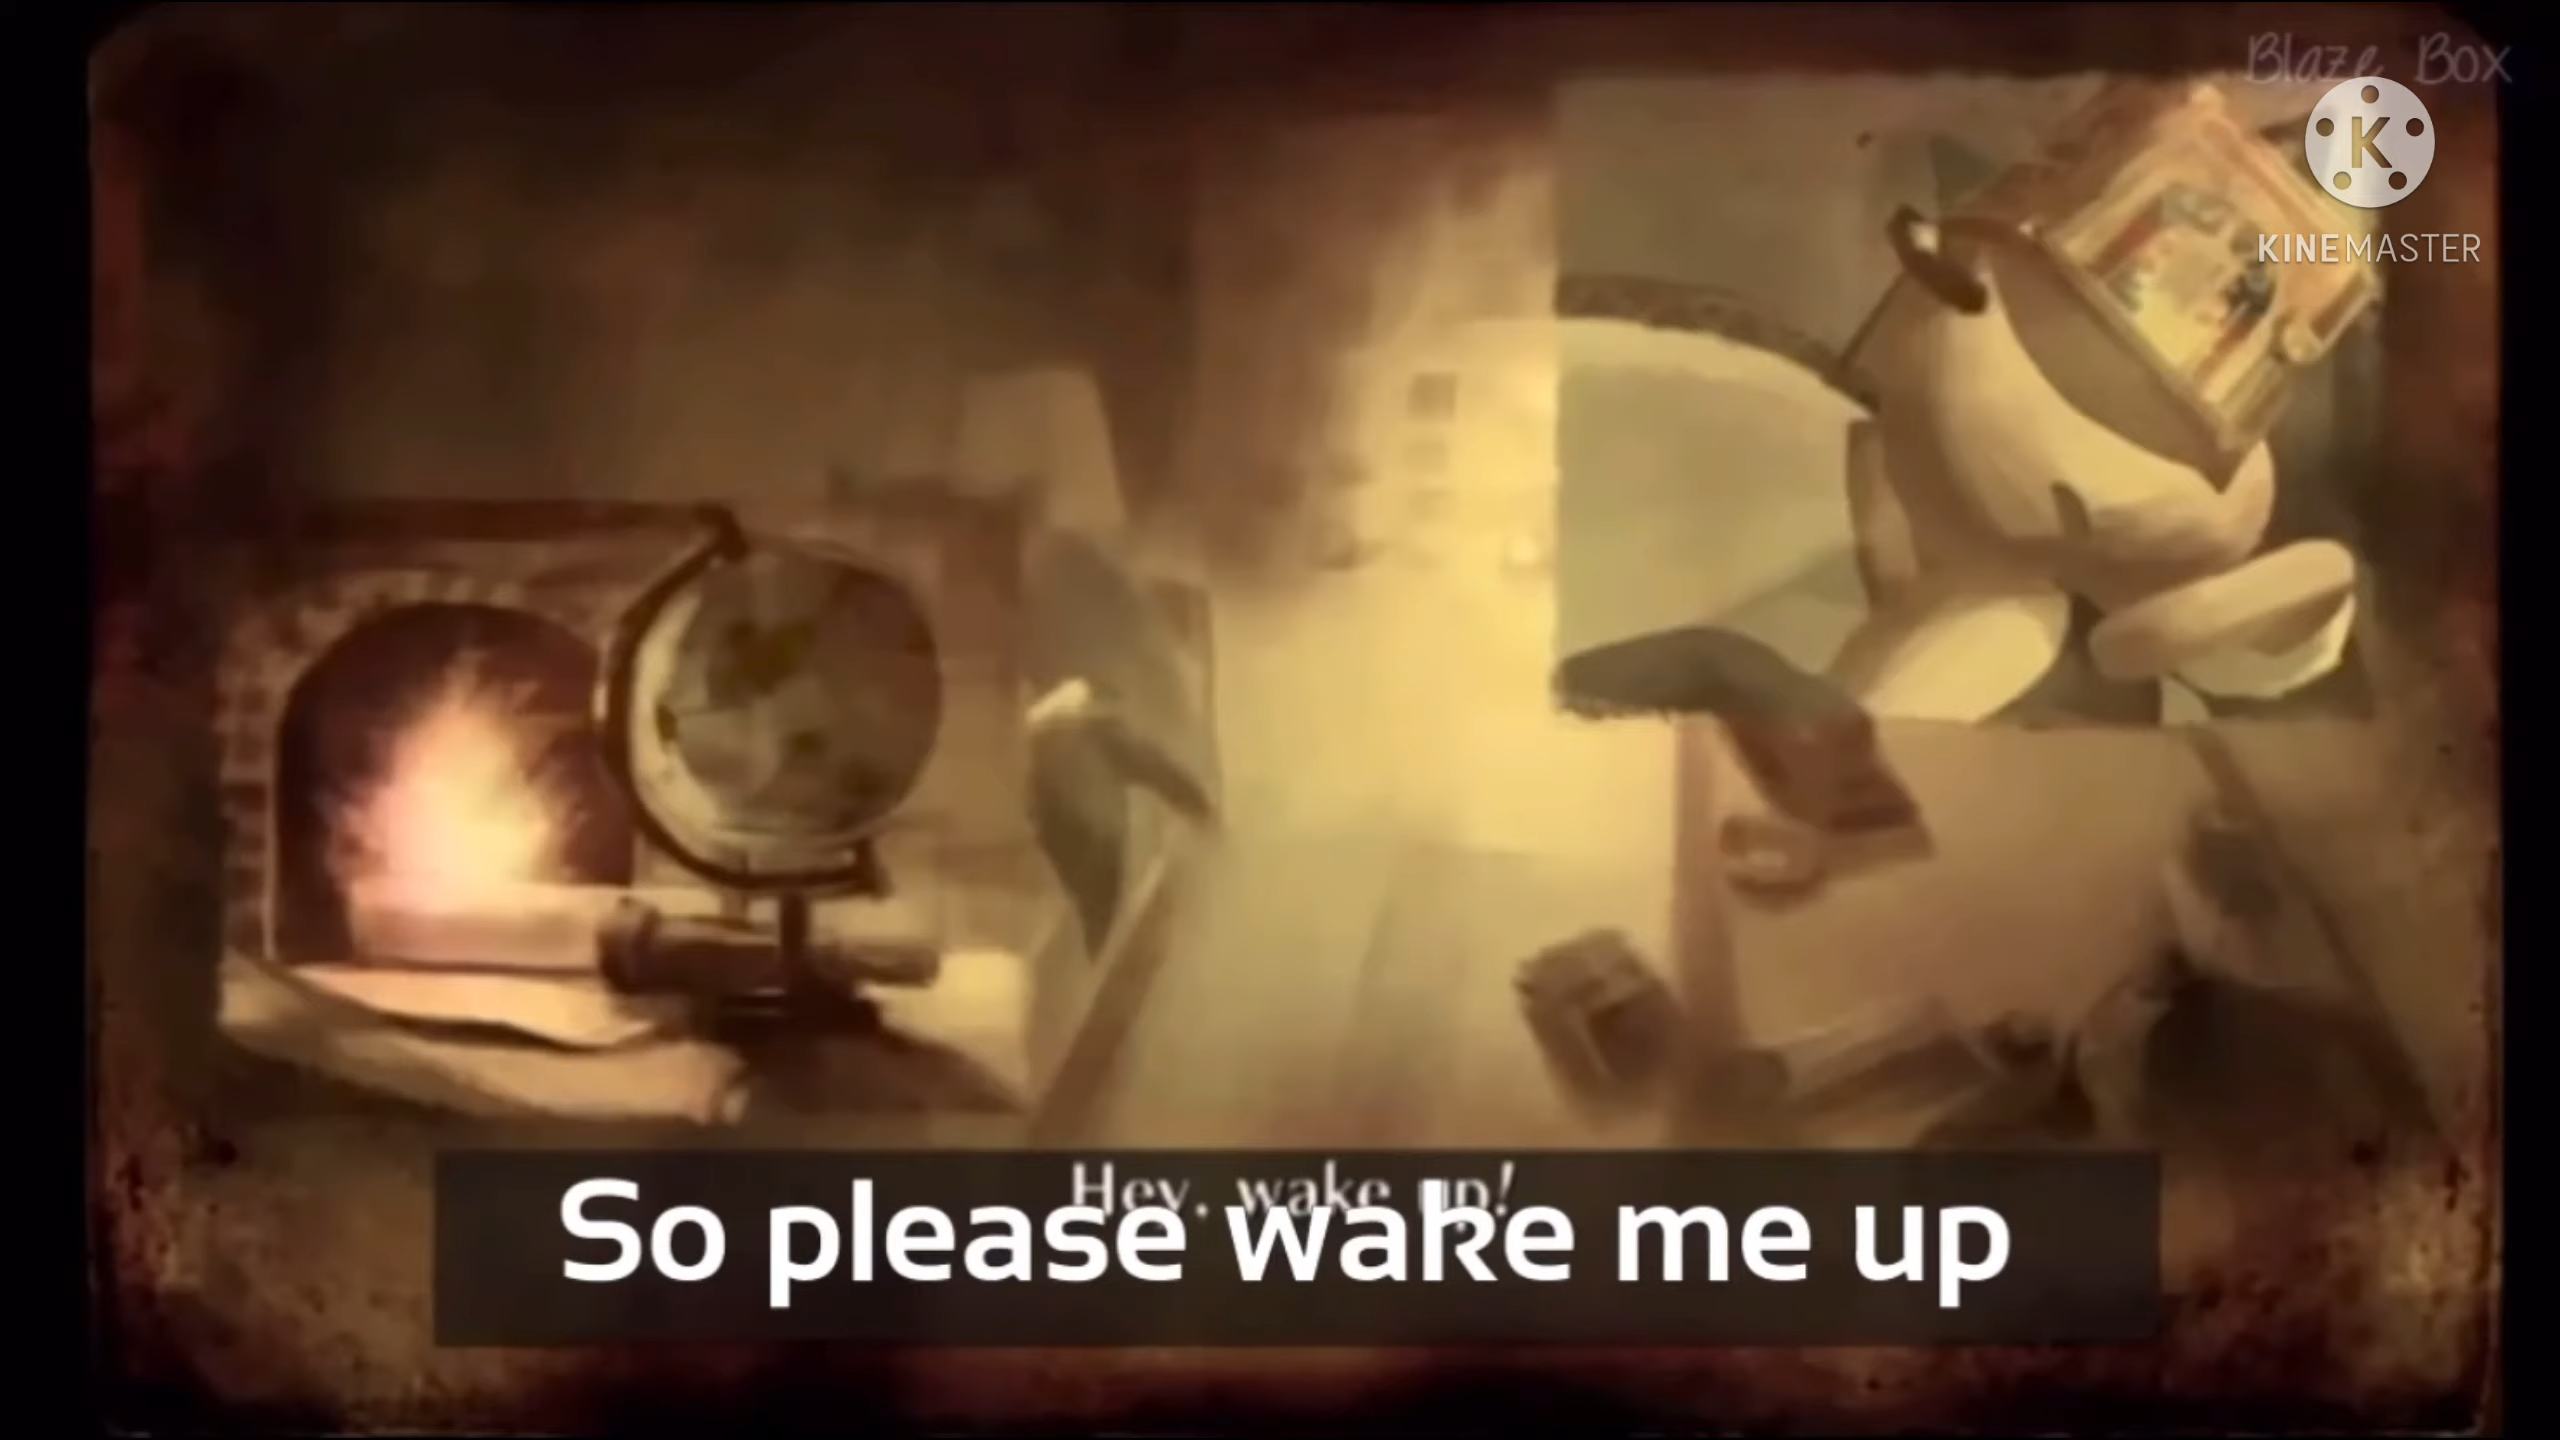 Blaze Box
K
KINEMASTER
Hey, wake up!
So please wake me up